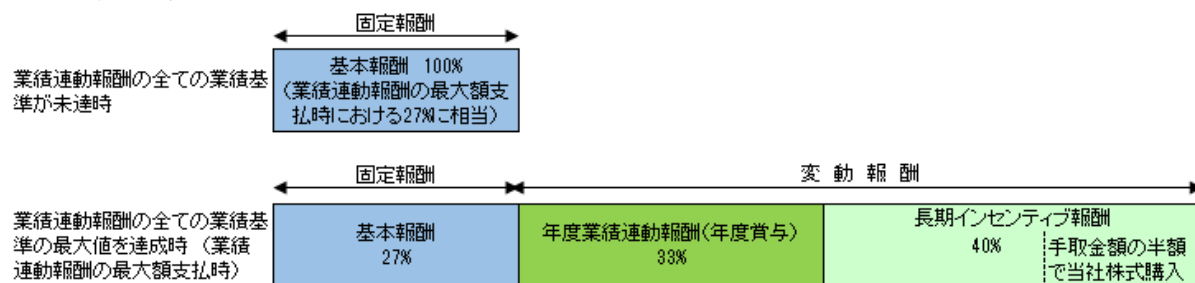 固定報酬
業績連動報酬の全ての業績基
準が未達時
基本報酬 100%
（業績連動報酬の最大額支
払時における27%に相当）
固定報酬
変 動 報 酬
業績連動報酬の全ての業績基
準の最大値を達成時 （業績
連動報酬の最大額支払時）
基本報酬
27%
年度業績連動報酬(年度賞与)
33%
長期インセンティブ報酬
40%
手取金額の半額
で当社株式購入